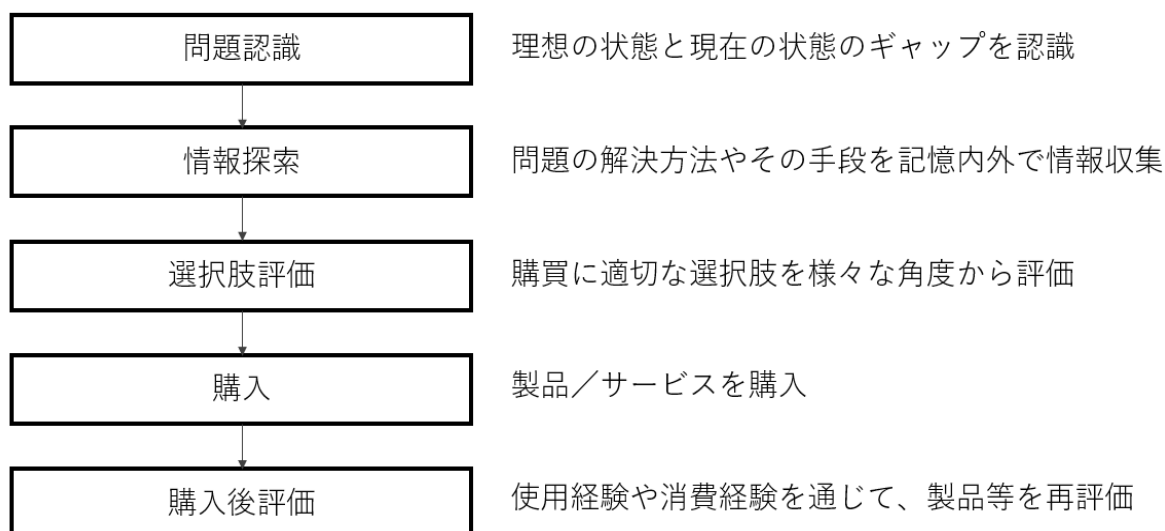 問題認識
理想の状態と現在の状態のギャップを認識
情報探索
問題の解決方法やその手段を記憶内外で情報収集
選択肢評価
購買に適切な選択肢を様々な角度から評価
購入
製品／サービスを購入
購入後評価
使用経験や消費経験を通じて、製品等を再評価